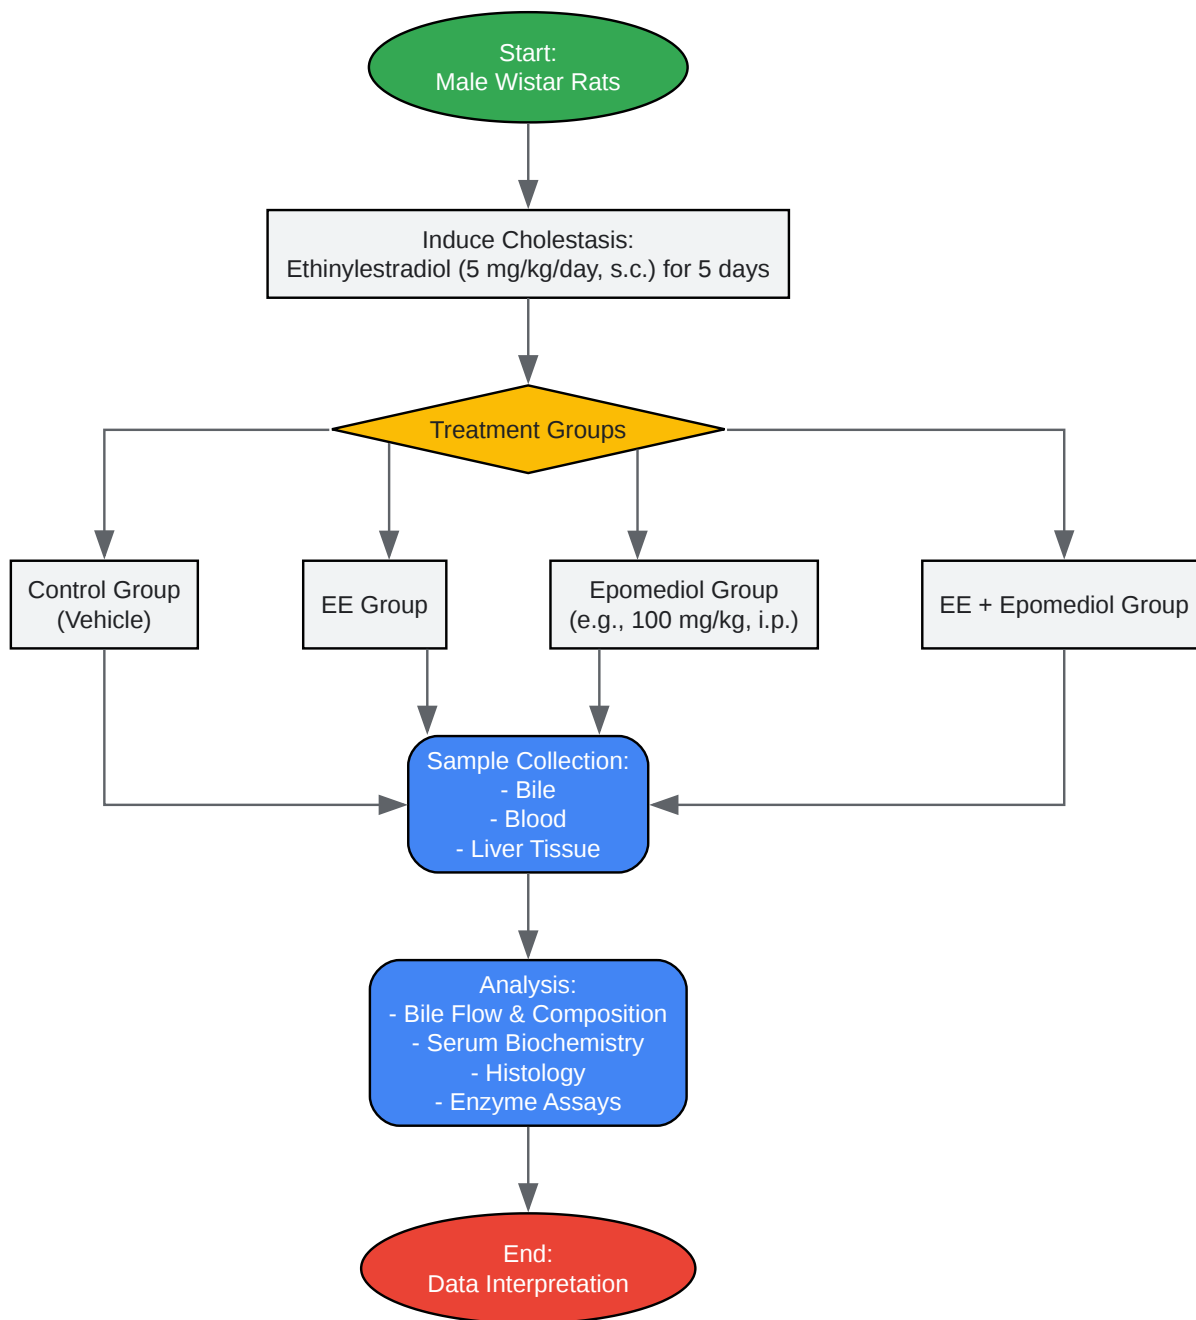 Start:
Male Wistar Rats
Induce Cholestasis:
Ethinylestradiol (5 mg/kg/day, s.c.) for 5 days
Treatment Groups
Control Group
(Vehicle)
EE Group
Epomediol Group
(e.g., 100 mg/kg, i.p.)
EE + Epomediol Group
Sample Collection:
- Bile
- Blood
- Liver Tissue
Analysis:
- Bile Flow & Composition
- Serum Biochemistry
- Histology
- Enzyme Assays
End:
Data Interpretation